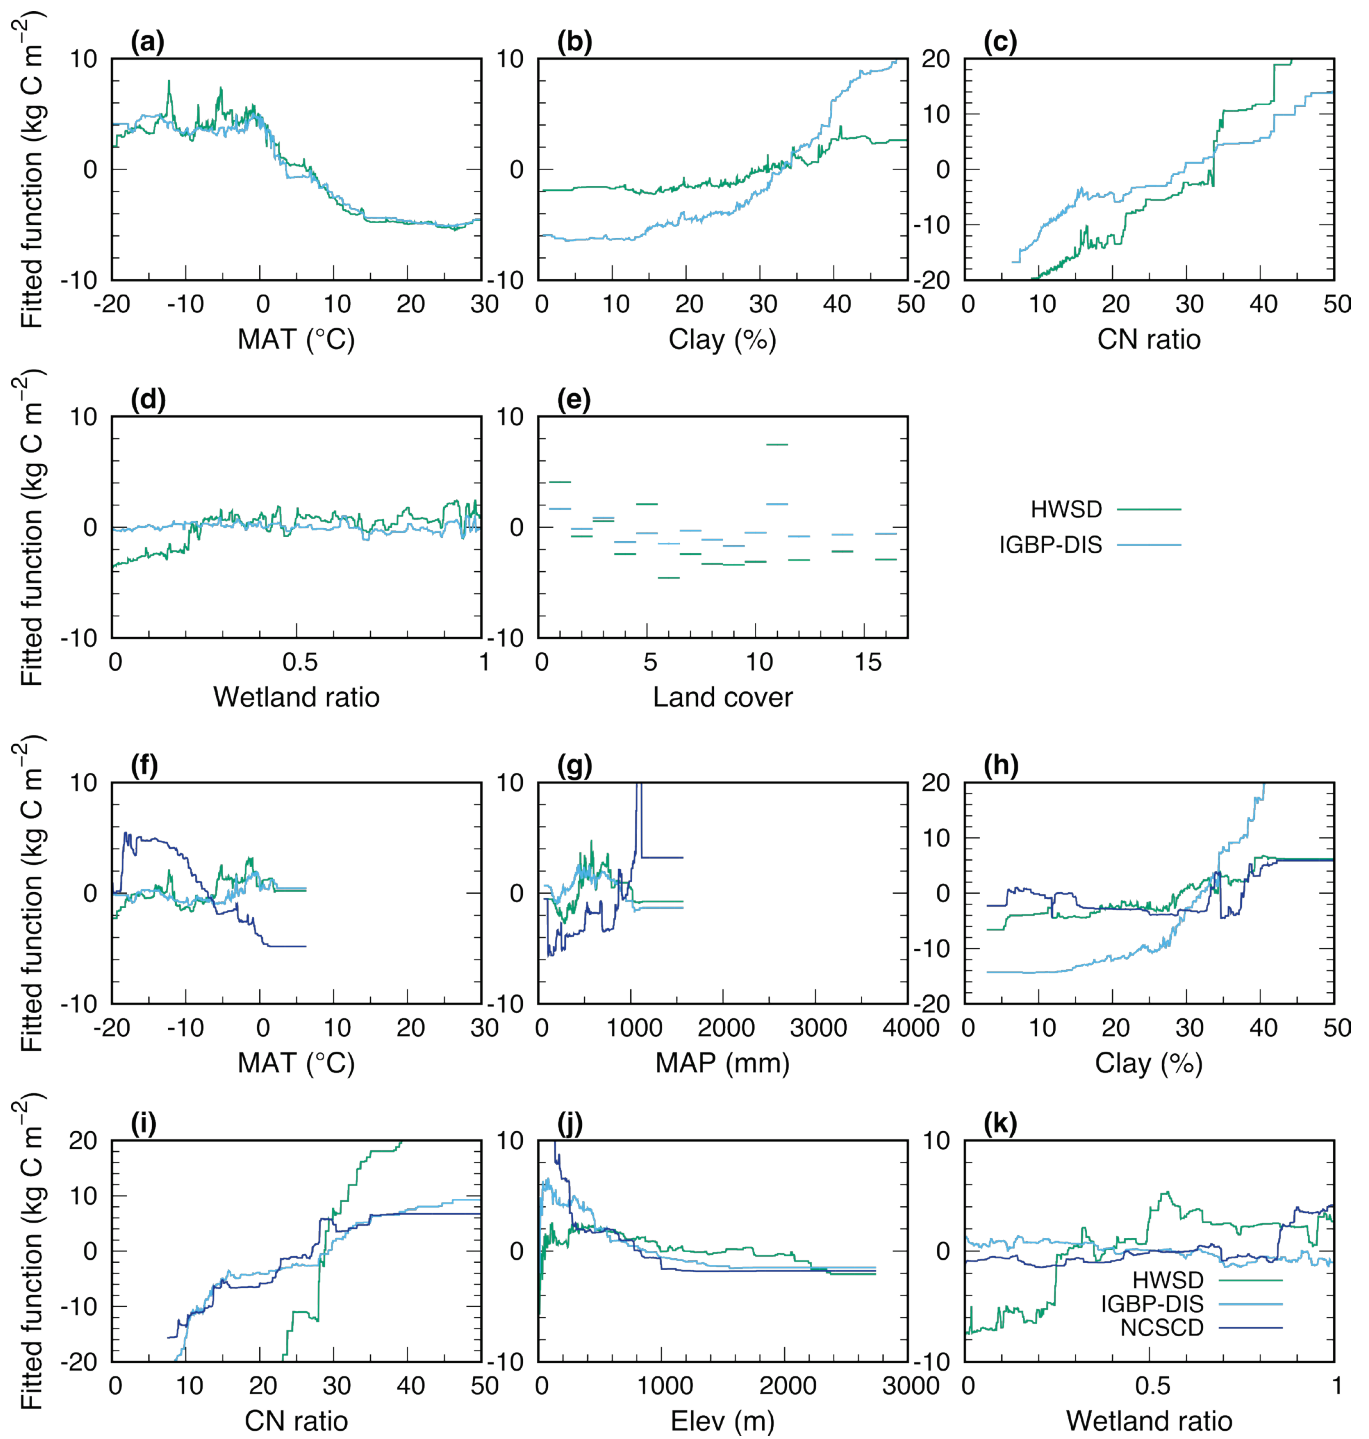 (a) (b) (c)
Fitted function (kg C m−2)
10 10 20
10
0 0 0
-10
-10 -10 -20
-20 -10 0 10 20 30 0 10 20 30 40 50 0 10 20 30 40 50
MAT (°C) Clay (%) CN ratio
(d) (e)
Fitted function (kg C m−2)
10 10
HWSD
0 0
IGBP-DIS
-10 -10
0 0.5 1 0 5 10 15
Wetland ratio Land cover
(f) (g) (h)
Fitted function (kg C m−2)
10 10 20
10
0 0 0
-10
-10 -10 -20
-20 -10 0 10 20 30 0 1000 2000 3000 4000 0 10 20 30 40 50
MAT (°C) MAP (mm) Clay (%)
(i) (j) (k)
Fitted function (kg C m−2)
20 10 10
10
0 0 0
HWSD
-10
IGBP-DIS
NCSCD
-20 -10 -10
0 10 20 30 40 50 0 1000 2000 3000 0 0.5 1
CN ratio Elev (m) Wetland ratio